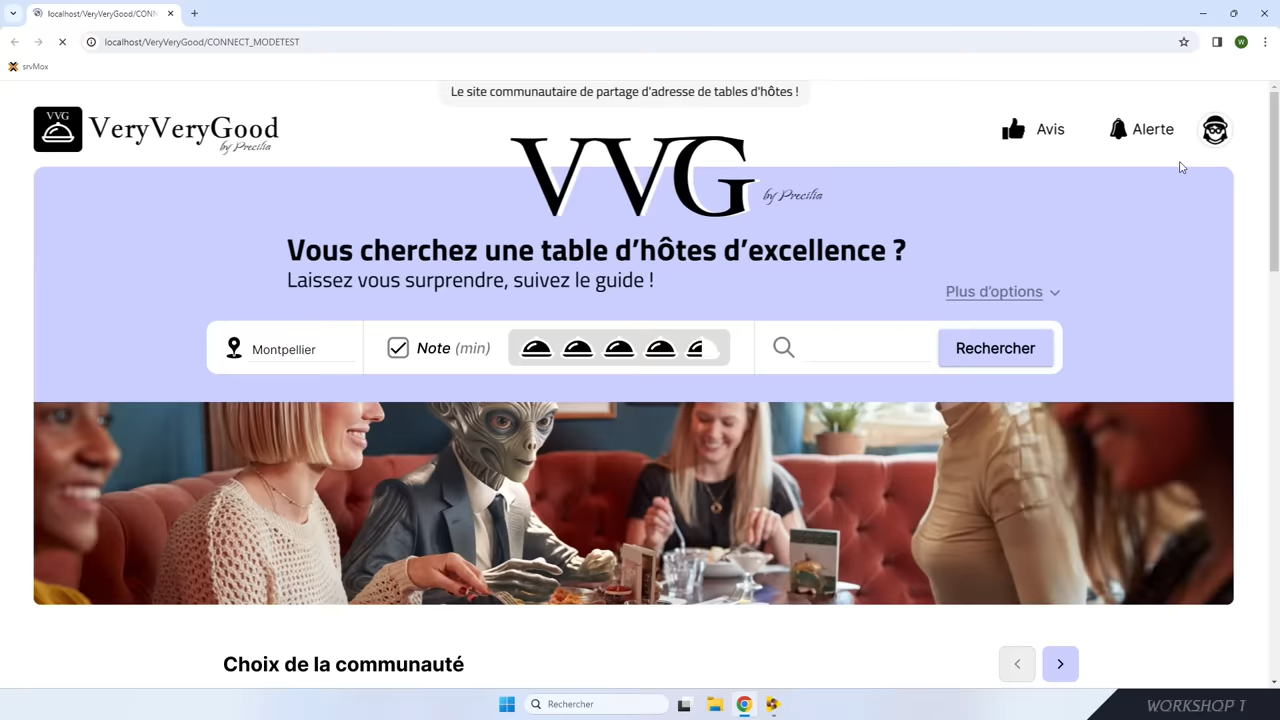 localhost/VeryVeryGood/CONN
localhost/VeryVeryGood/CONNECT_MODETEST
W
srvMox
Le site communautaire de partage d'adresse de tables d'hôtes !
VVG
VeryVeryGood
by Precilia
Avis
Alerte
VVG
by Precilia
Vous cherchez une table d'hôtes d'excellence ?
Laissez vous surprendre, suivez le guide !
Plus d'options
Montpellier
Note (min)
Rechercher
Choix de la communauté
Rechercher
WORKSHOP 1